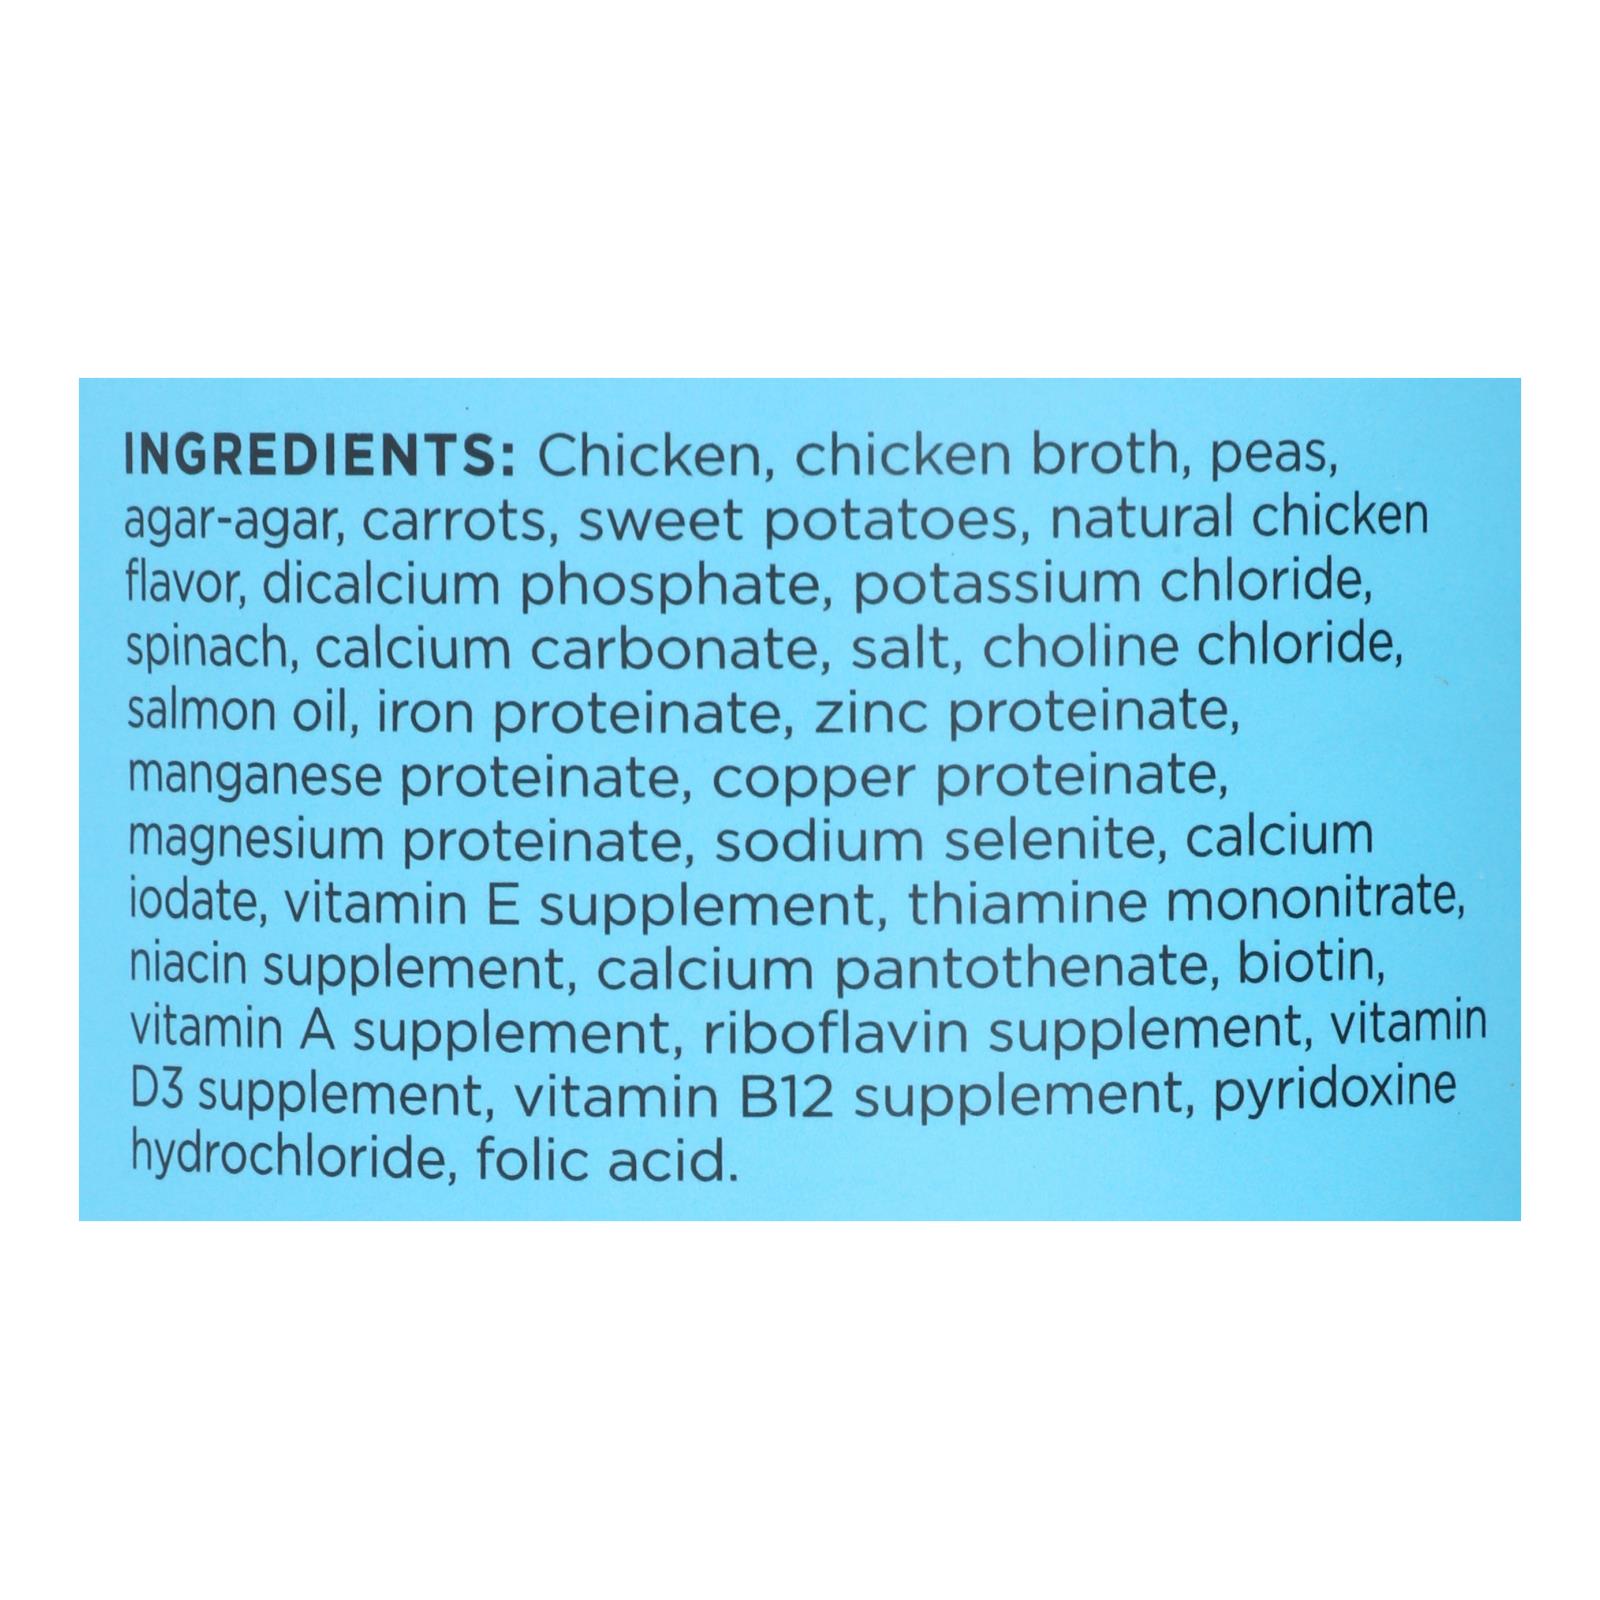 INGREDIENTS: Chicken, chicken broth, peas,
agar-agar, carrots, sweet potatoes, natural chicken
flavor, dicalcium phosphate, potassium chloride,
spinach, calcium carbonate, salt, choline chloride,
salmon oil, iron proteinate, zinc proteinate,
manganese proteinate, copper proteinate,
magnesium proteinate, sodium selenite, calcium
iodate, vitamin E supplement, thiamine mononitrate,
niacin supplement, calcium pantothenate, biotin,
vitamin A supplement, riboflavin supplement, vitamin
D3 supplement, vitamin B12 supplement, pyridoxine
hydrochloride, folic acid.